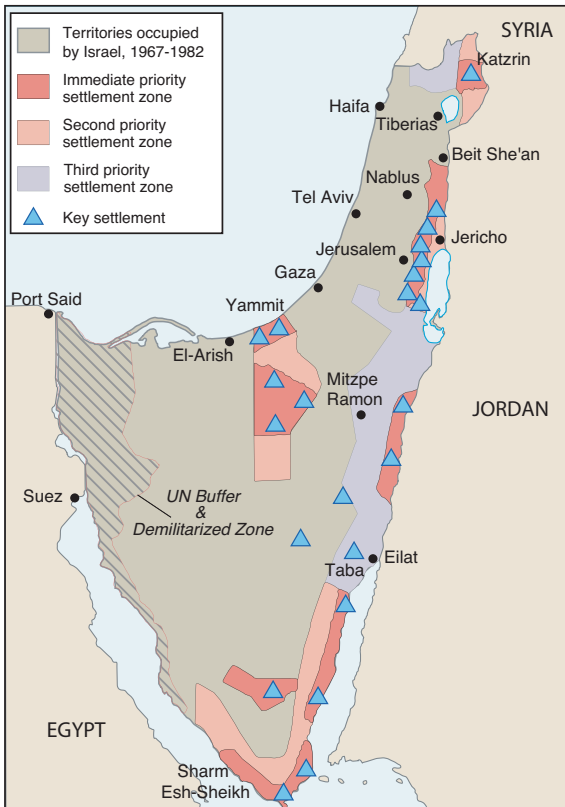 Territories occupied
by Israel, 1967-1982
Immediate priority
settlement zone
Second priority
settlement zone
Third priority
settlement zone
Key settlement
SYRIA
Katzrin
Haifa
Tiberias
Beit She'an
Nablus
Tel Aviv
Jericho
Jerusalem
Gaza
Port Said
Yammit
El-Arish
Mitzpe
Ramon
JORDAN
Suez
UN Buffer
&
Demilitarized Zone
Eilat
Taba
EGYPT
Sharm
Esh-Sheikh